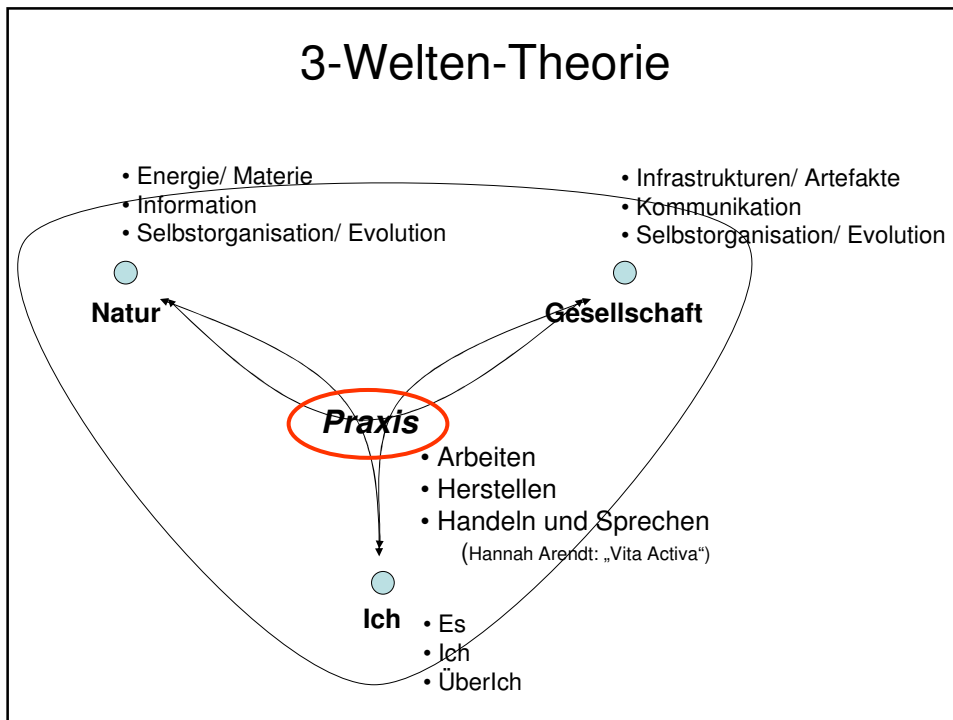 3-Welten-Theorie
• Energie/ Materie
• Information
• Selbstorganisation/ Evolution
Natur
• Infrastrukturen/ Artefakte
• Kommunikation
• Selbstorganisation/ Evolution
Gesellschaft
Praxis
• Arbeiten
• Herstellen
• Handeln und Sprechen
(Hannah Arendt: „Vita Activa“)
Ich
• Es
• Ich
• ÜberIch